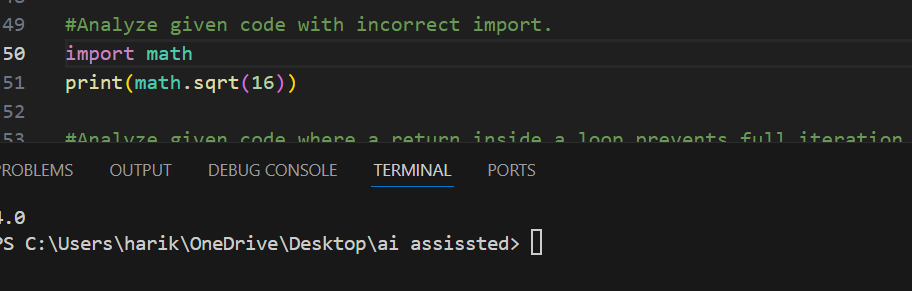 49 #Analyze given code with incorrect import.
50 import math
51 print(math.sqrt(16))
52
53 #Analyze given code where a return inside a loop prevents full iteration
PROBLEMS OUTPUT DEBUG CONSOLE TERMINAL PORTS
4.0
PS C:\Users\harik\OneDrive\Desktop\ai assissted>